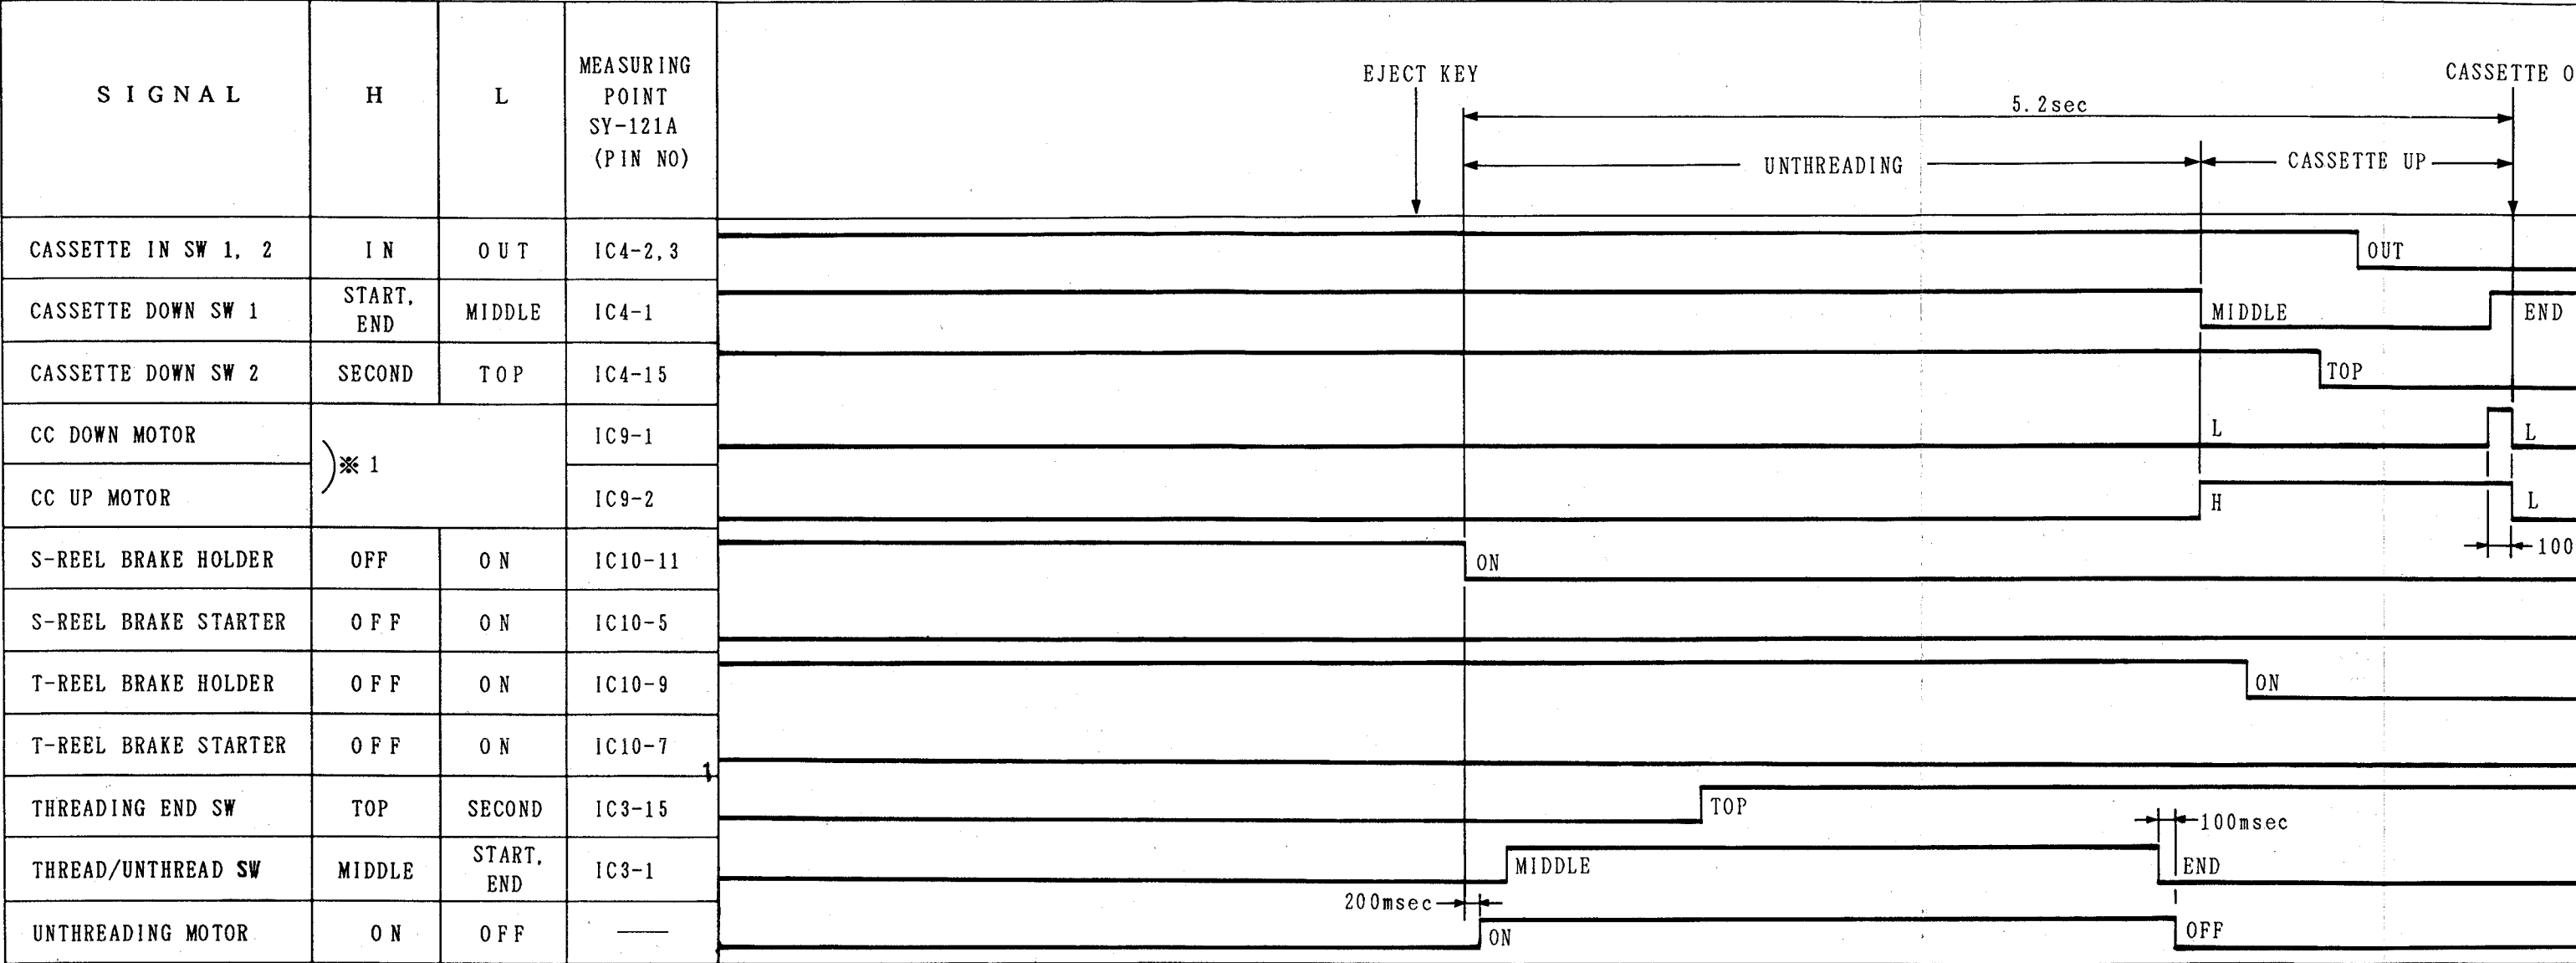 SIGNAL
H
L
MEASURING
POINT
SY-121A
(PIN NO)
EJECT KEY
CASSETTE O
5.2sec
UNTHREADING
CASSETTE UP
CASSETTE IN SW 1, 2
IN
OUT
IC4-2,3
OUT
CASSETTE DOWN SW 1
START,
END
MIDDLE
IC4-1
MIDDLE
END
CASSETTE DOWN SW 2
SECOND
TOP
IC4-15
TOP
CC DOWN MOTOR
)※ 1
IC9-1
L
L
CC UP MOTOR
IC9-2
H
L
S-REEL BRAKE HOLDER
OFF
ON
IC10-11
ON
100
S-REEL BRAKE STARTER
OFF
ON
IC10-5
T-REEL BRAKE HOLDER
OFF
ON
IC10-9
ON
T-REEL BRAKE STARTER
OFF
ON
IC10-7
THREADING END SW
TOP
SECOND
IC3-15
TOP
100msec
THREAD/UNTHREAD SW
MIDDLE
START,
END
IC3-1
MIDDLE
END
200msec
UNTHREADING MOTOR
ON
OFF
—
ON
OFF